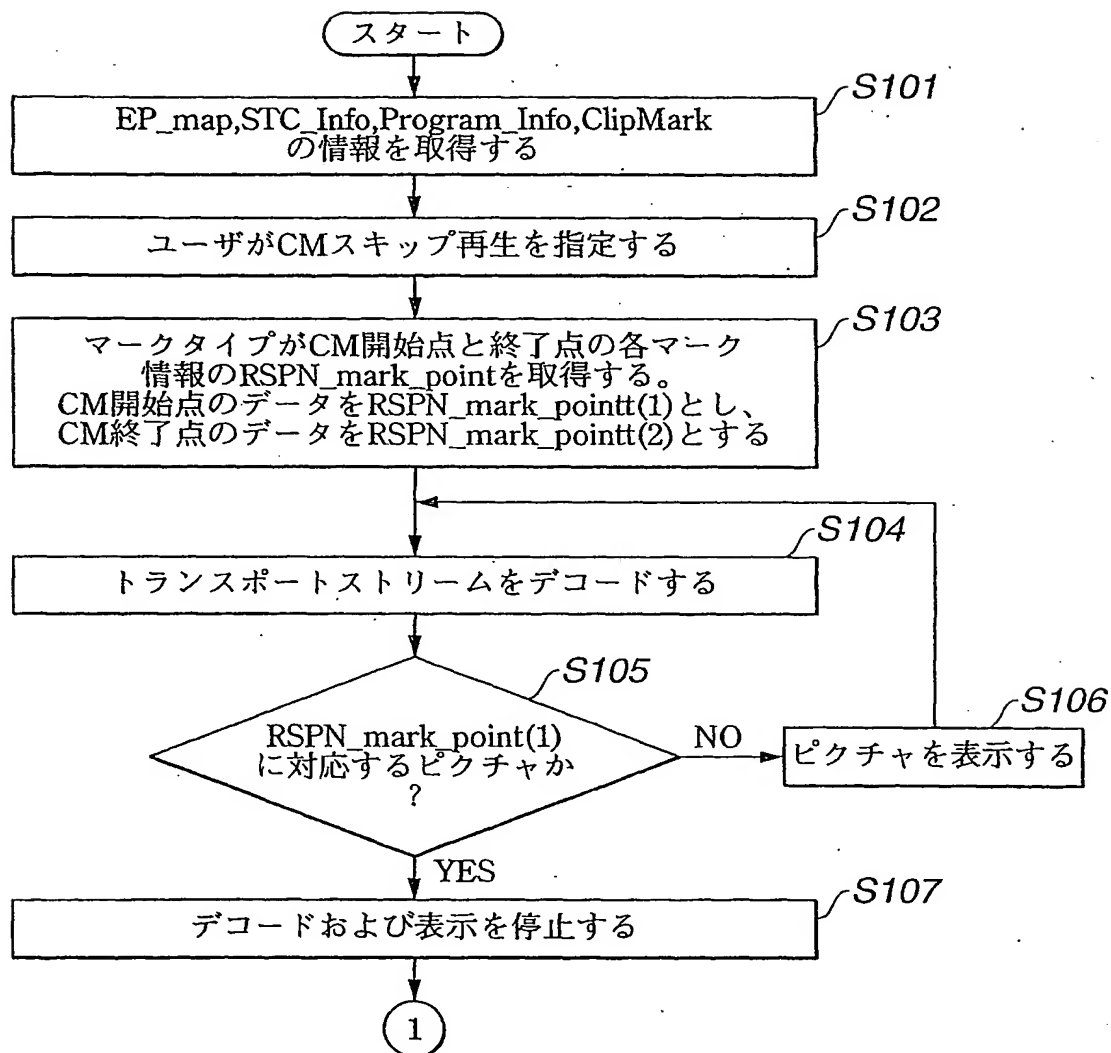 スタート
S101
EP_map,STC_Info,Program_Info,ClipMark
の情報を取得する
S102
ユーザがCMスキップ再生を指定する
S103
マークタイプがCM開始点と終了点の各マーク
情報のRSPN_mark_pointを取得する。
CM開始点のデータをRSPN_mark_pointt(1)とし、
CM終了点のデータをRSPN_mark_pointt(2)とする
S104
トランスポートストリームをデコードする
S105
RSPN_mark_point(1)
に対応するピクチャか
?
NO
S106
ピクチャを表示する
YES
S107
デコードおよび表示を停止する
1